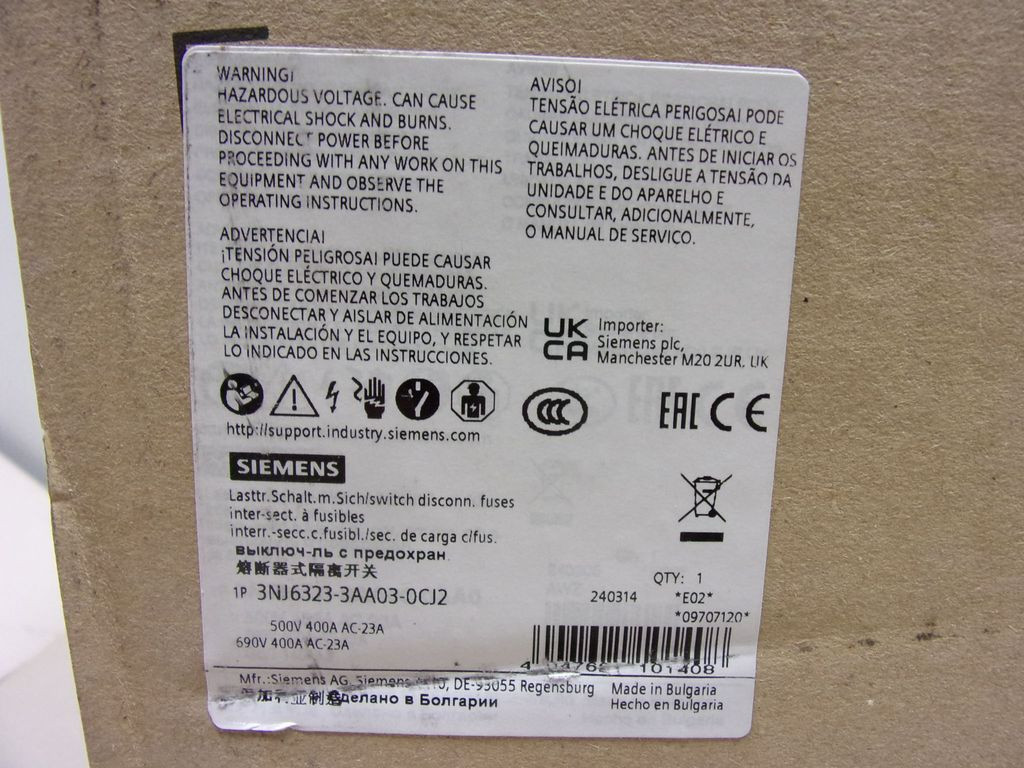 WARNING!
HAZARDOUS VOLTAGE. CAN CAUSE
ELECTRICAL SHOCK AND BURNS.
DISCONNECT POWER BEFORE
PROCEEDING WITH ANY WORK ON THIS
EQUIPMENT AND OBSERVE THE
OPERATING INSTRUCTIONS.
ADVERTENCIA!
¡TENSIÓN PELIGROSA! PUEDE CAUSAR
CHOQUE ELÉCTRICO Y QUEMADURAS.
ANTES DE COMENZAR LOS TRABAJOS
DESCONECTAR Y AISLAR DE ALIMENTACIÓN
LA INSTALACIÓN Y EL EQUIPO, Y RESPETAR
LO INDICADO EN LAS INSTRUCCIONES.
AVISO!
TENSÃO ELÉTRICA PERIGOSA! PODE
CAUSAR UM CHOQUE ELÉTRICO E
QUEIMADURAS. ANTES DE INICIAR OS
TRABALHOS, DESLIGUE A TENSÃO DA
UNIDADE E DO APARELHO E
CONSULTAR, ADICIONALMENTE,
O MANUAL DE SERVICO.
UK
CA
Importer:
Siemens plc,
Manchester M20 2UR, UK
CCC
EAC CE
http://support.industry.siemens.com
SIEMENS
Lasttr.Schalt.m.Sich/switch disconn. fuses
inter-sect. à fusibles
interr.-secc.c.fusibl./sec. de carga c/fus.
выключ-ль с предохран.
熔断器式隔离开关
1P 3NJ6323-3AA03-0CJ2
500V 400A AC-23A
690V 400A AC-23A
QTY: 1
240314 *E02*
*09707120*
101408
Mfr.:Siemens AG, Siemens DE-93055 Regensburg
加利亚制造 Сделано в Болгарии
Made in Bulgaria
Hecho en Bulgaria